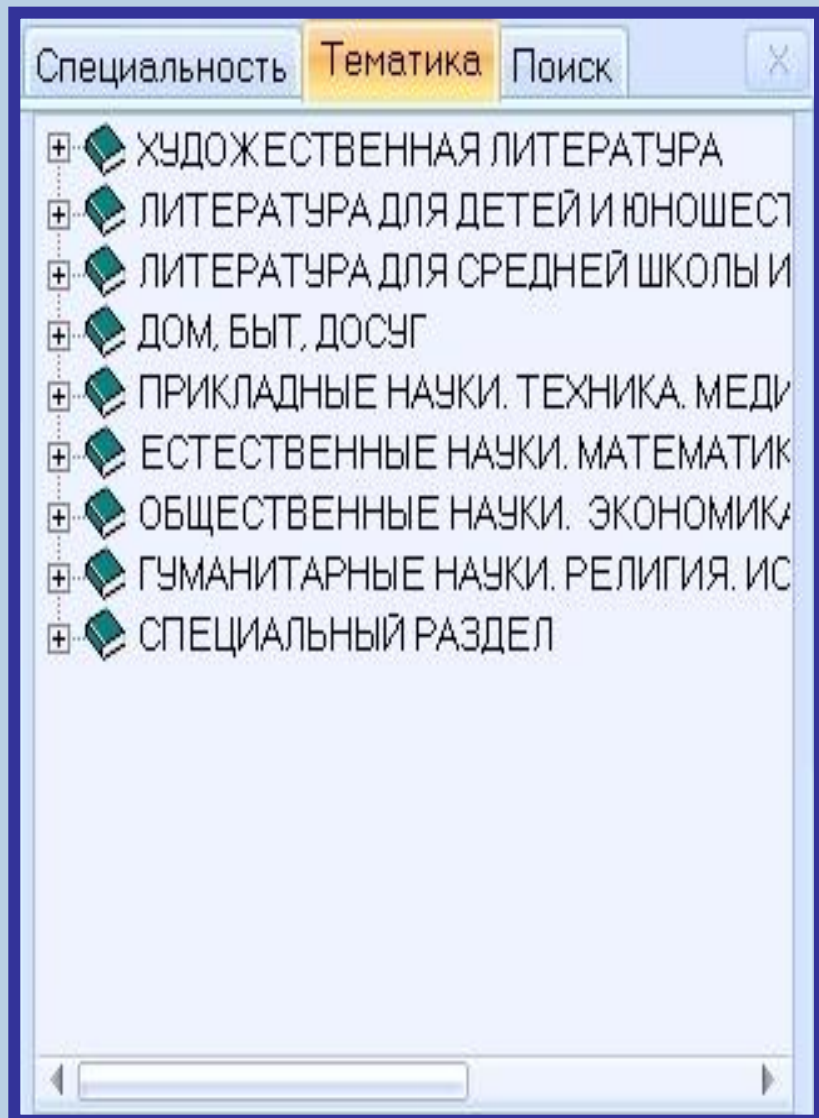 Специальность Тематика Поиск X
ХУДОЖЕСТВЕННАЯ ЛИТЕРАТУРА
ЛИТЕРАТУРА ДЛЯ ДЕТЕЙ И ЮНОШЕСТ
ЛИТЕРАТУРА ДЛЯ СРЕДНЕЙ ШКОЛЫ И
ДОМ, БЫТ, ДОСУГ
ПРИКЛАДНЫЕ НАУКИ. ТЕХНИКА. МЕДИ
ЕСТЕСТВЕННЫЕ НАУКИ. МАТЕМАТИК
ОБЩЕСТВЕННЫЕ НАУКИ. ЭКОНОМИКА
ГУМАНИТАРНЫЕ НАУКИ. РЕЛИГИЯ. ИС
СПЕЦИАЛЬНЫЙ РАЗДЕЛ